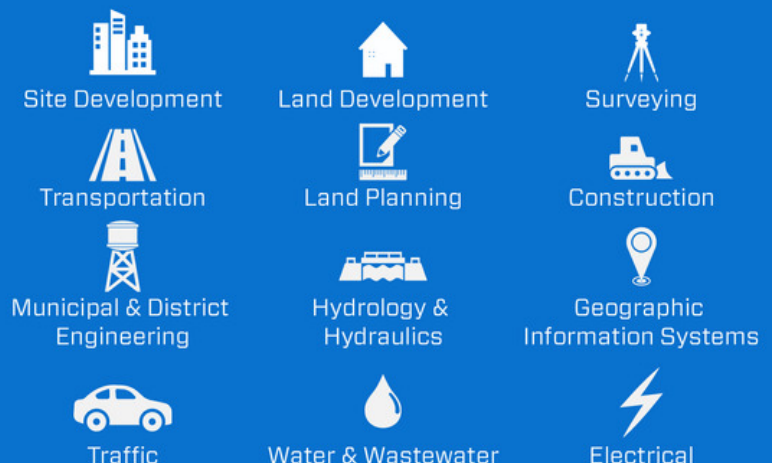 Site Development
Land Development
Surveying
Transportation
Land Planning
Construction
Municipal & District
Engineering
Hydrology &
Hydraulics
Geographic
Information Systems
Traffic
Water & Wastewater
Electrical